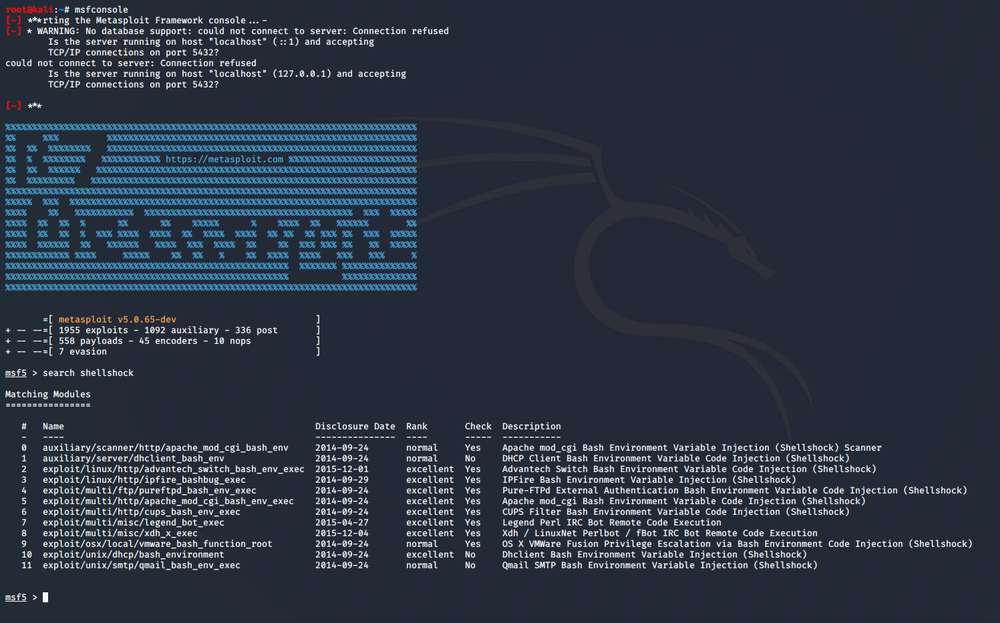 root@kali:~# msfconsole
[-] ***rting the Metasploit Framework console...-
[-] * WARNING: No database support: could not connect to server: Connection refused
        Is the server running on host "localhost" (::1) and accepting
        TCP/IP connections on port 5432?
could not connect to server: Connection refused
        Is the server running on host "localhost" (127.0.0.1) and accepting
        TCP/IP connections on port 5432?
[-] ***
https://metasploit.com
       =[ metasploit v5.0.65-dev                          ]
+ -- --=[ 1955 exploits - 1092 auxiliary - 336 post       ]
+ -- --=[ 558 payloads - 45 encoders - 10 nops            ]
+ -- --=[ 7 evasion                                       ]
msf5 > search shellshock
Matching Modules
================
   #   Name                                               Disclosure Date  Rank       Check  Description
   -   ----                                               ---------------  ----       -----  -----------
   0   auxiliary/scanner/http/apache_mod_cgi_bash_env     2014-09-24       normal     Yes    Apache mod_cgi Bash Environment Variable Injection (Shellshock) Scanner
   1   auxiliary/server/dhclient_bash_env                 2014-09-24       normal     No     DHCP Client Bash Environment Variable Code Injection (Shellshock)
   2   exploit/linux/http/advantech_switch_bash_env_exec  2015-12-01       excellent  Yes    Advantech Switch Bash Environment Variable Code Injection (Shellshock)
   3   exploit/linux/http/ipfire_bashbug_exec             2014-09-29       excellent  Yes    IPFire Bash Environment Variable Injection (Shellshock)
   4   exploit/multi/ftp/pureftpd_bash_env_exec           2014-09-24       excellent  Yes    Pure-FTPd External Authentication Bash Environment Variable Code Injection (Shellshock)
   5   exploit/multi/http/apache_mod_cgi_bash_env_exec    2014-09-24       excellent  Yes    Apache mod_cgi Bash Environment Variable Code Injection (Shellshock)
   6   exploit/multi/http/cups_bash_env_exec              2014-09-24       excellent  Yes    CUPS Filter Bash Environment Variable Code Injection (Shellshock)
   7   exploit/multi/misc/legend_bot_exec                 2015-04-27       excellent  Yes    Legend Perl IRC Bot Remote Code Execution
   8   exploit/multi/misc/xdh_x_exec                      2015-12-04       excellent  Yes    Xdh / LinuxNet Perlbot / fBot IRC Bot Remote Code Execution
   9   exploit/osx/local/vmware_bash_function_root        2014-09-24       normal     Yes    OS X VMWare Fusion Privilege Escalation via Bash Environment Code Injection (Shellshock)
   10  exploit/unix/dhcp/bash_environment                 2014-09-24       excellent  No     Dhclient Bash Environment Variable Injection (Shellshock)
   11  exploit/unix/smtp/qmail_bash_env_exec              2014-09-24       normal     No     Qmail SMTP Bash Environment Variable Injection (Shellshock)
msf5 >